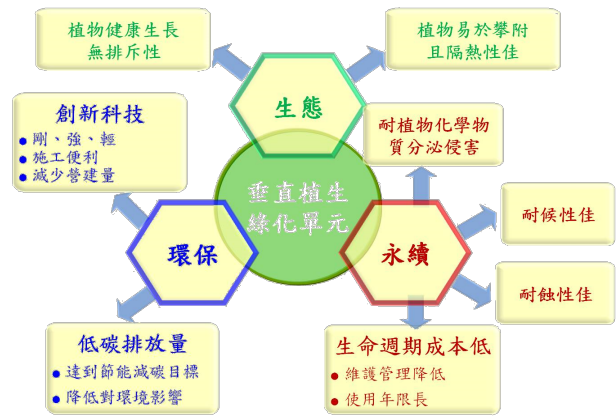 植物健康生長
無排斥性
植物易於攀附
且隔熱性佳
生態
創新科技
剛、強、輕
施工便利
減少營建量
耐植物化學物
質分泌侵害
垂直植生
綠化單元
環保
永續
耐候性佳
耐蝕性佳
低碳排放量
達到節能減碳目標
降低對環境影響
生命週期成本低
維護管理降低
使用年限長